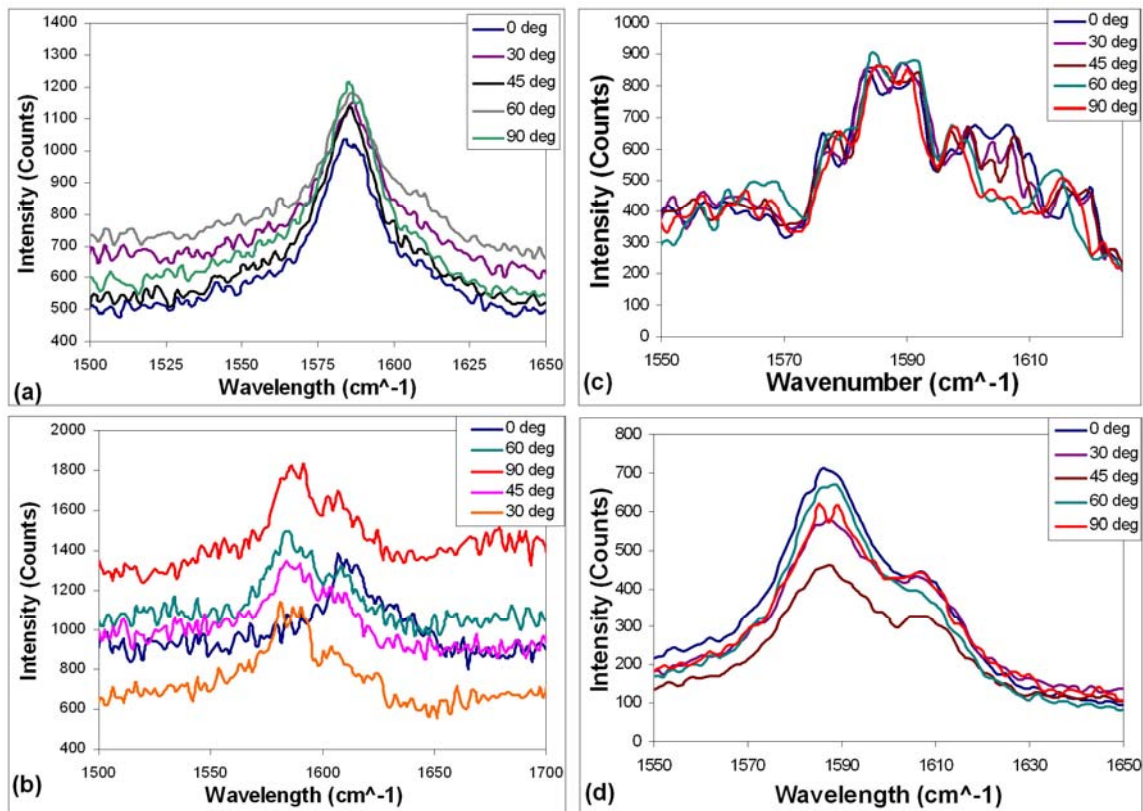 1400
1300
1200
1100
1000
900
800
700
600
500
400
Intensity (Counts)
1500 1525 1550 1575 1600 1625 1650
Wavelength (cm^-1)
(a)
0 deg
30 deg
45 deg
60 deg
90 deg
1000
900
800
700
600
500
400
300
200
100
0
Intensity (Counts)
1550 1570 1590 1610
Wavenumber (cm^-1)
(c)
0 deg
30 deg
45 deg
60 deg
90 deg
2000
1800
1600
1400
1200
1000
800
600
400
Intensity (Counts)
1500 1550 1600 1650 1700
Wavelength (cm^-1)
(b)
0 deg
60 deg
90 deg
45 deg
30 deg
800
700
600
500
400
300
200
100
0
Intensity (Counts)
1550 1570 1590 1610 1630 1650
Wavelength (cm^-1)
(d)
0 deg
30 deg
45 deg
60 deg
90 deg